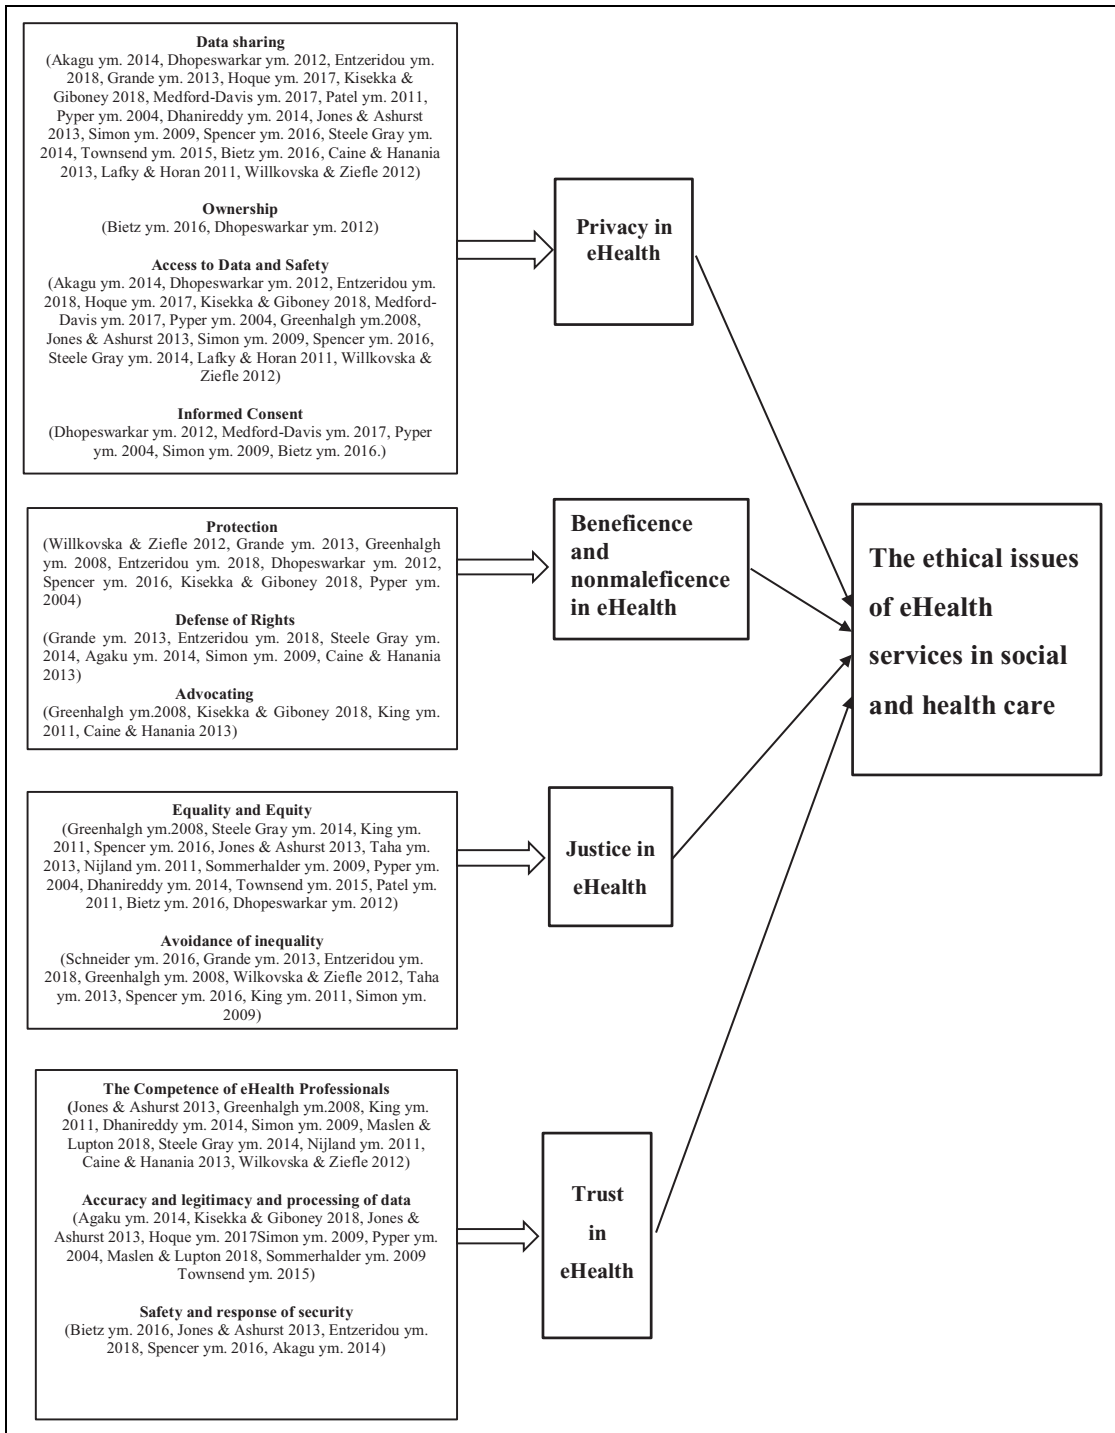 Data sharing
(Akagu ym. 2014, Dhopeswarkar ym. 2012, Entzeridou ym.
2018, Grande ym. 2013, Hoque ym. 2017, Kisekka &
Giboney 2018, Medford-Davis ym. 2017, Patel ym. 2011,
Pyper ym. 2004, Dhanireddy ym. 2014, Jones & Ashurst
2013, Simon ym. 2009, Spencer ym. 2016, Steele Gray ym.
2014, Townsend ym. 2015, Bietz ym. 2016, Caine & Hanania
2013, Lafky & Horan 2011, Willkovska & Ziefle 2012)
Ownership
(Bietz ym. 2016, Dhopeswarkar ym. 2012)
Access to Data and Safety
(Akagu ym. 2014, Dhopeswarkar ym. 2012, Entzeridou ym.
2018, Hoque ym. 2017, Kisekka & Giboney 2018, Medford-
Davis ym. 2017, Pyper ym. 2004, Greenhalgh ym.2008,
Jones & Ashurst 2013, Simon ym. 2009, Spencer ym. 2016,
Steele Gray ym. 2014, Lafky & Horan 2011, Willkovska &
Ziefle 2012)
Informed Consent
(Dhopeswarkar ym. 2012, Medford-Davis ym. 2017, Pyper
ym. 2004, Simon ym. 2009, Bietz ym. 2016.)
Privacy in
eHealth
Protection
(Willkovska & Ziefle 2012, Grande ym. 2013, Greenhalgh
ym. 2008, Entzeridou ym. 2018, Dhopeswarkar ym. 2012,
Spencer ym. 2016, Kisekka & Giboney 2018, Pyper ym.
2004)
Defense of Rights
(Grande ym. 2013, Entzeridou ym. 2018, Steele Gray ym.
2014, Agaku ym. 2014, Simon ym. 2009, Caine & Hanania
2013)
Advocating
(Greenhalgh ym.2008, Kisekka & Giboney 2018, King ym.
2011, Caine & Hanania 2013)
Beneficence
and
nonmaleficence
in eHealth
Equality and Equity
(Greenhalgh ym.2008, Steele Gray ym. 2014, King ym.
2011, Spencer ym. 2016, Jones & Ashurst 2013, Taha ym.
2013, Nijland ym. 2011, Sommerhalder ym. 2009, Pyper ym.
2004, Dhanireddy ym. 2014, Townsend ym. 2015, Patel ym.
2011, Bietz ym. 2016, Dhopeswarkar ym. 2012)
Avoidance of inequality
(Schneider ym. 2016, Grande ym. 2013, Entzeridou ym.
2018, Greenhalgh ym. 2008, Wilkovska & Ziefle 2012, Taha
ym. 2013, Spencer ym. 2016, King ym. 2011, Simon ym.
2009)
Justice in
eHealth
The Competence of eHealth Professionals
(Jones & Ashurst 2013, Greenhalgh ym.2008, King ym.
2011, Dhanireddy ym. 2014, Simon ym. 2009, Maslen &
Lupton 2018, Steele Gray ym. 2014, Nijland ym. 2011,
Caine & Hanania 2013, Wilkovska & Ziefle 2012)
Accuracy and legitimacy and processing of data
(Agaku ym. 2014, Kisekka & Giboney 2018, Jones &
Ashurst 2013, Hoque ym. 2017Simon ym. 2009, Pyper ym.
2004, Maslen & Lupton 2018, Sommerhalder ym. 2009
Townsend ym. 2015)
Safety and response of security
(Bietz ym. 2016, Jones & Ashurst 2013, Entzeridou ym.
2018, Spencer ym. 2016, Akagu ym. 2014)
Trust
in
eHealth
The ethical issues
of eHealth
services in social
and health care